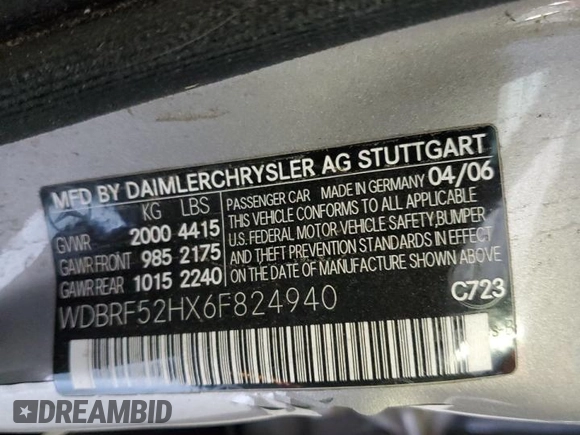 MFD BY DAIMLERCHRYSLER AG STUTTGART
KG LBS
GVWR 2000 4415
GAWR FRONT 985 2175
GAWR REAR 1015 2240
PASSENGER CAR MADE IN GERMANY 04/06
THIS VEHICLE CONFORMS TO ALL APPLICABLE
U.S. FEDERAL MOTOR VEHICLE SAFETY, BUMPER
AND THEFT PREVENTION STANDARDS IN EFFECT
ON THE DATE OF MANUFACTURE SHOWN ABOVE.
WDBRF52HX6F824940
C723
DREAMBID